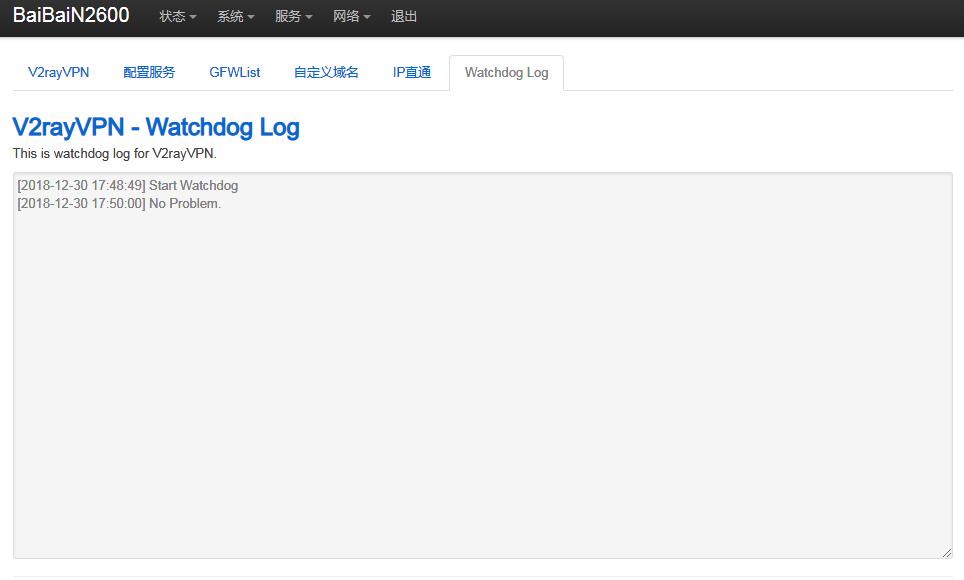 BaiBaiN2600 状态 系统 服务 网络 退出
V2rayVPN 配置服务 GFWList 自定义域名 IP直通 Watchdog Log
V2rayVPN - Watchdog Log
This is watchdog log for V2rayVPN.
[2018-12-30 17:48:49] Start Watchdog
[2018-12-30 17:50:00] No Problem.